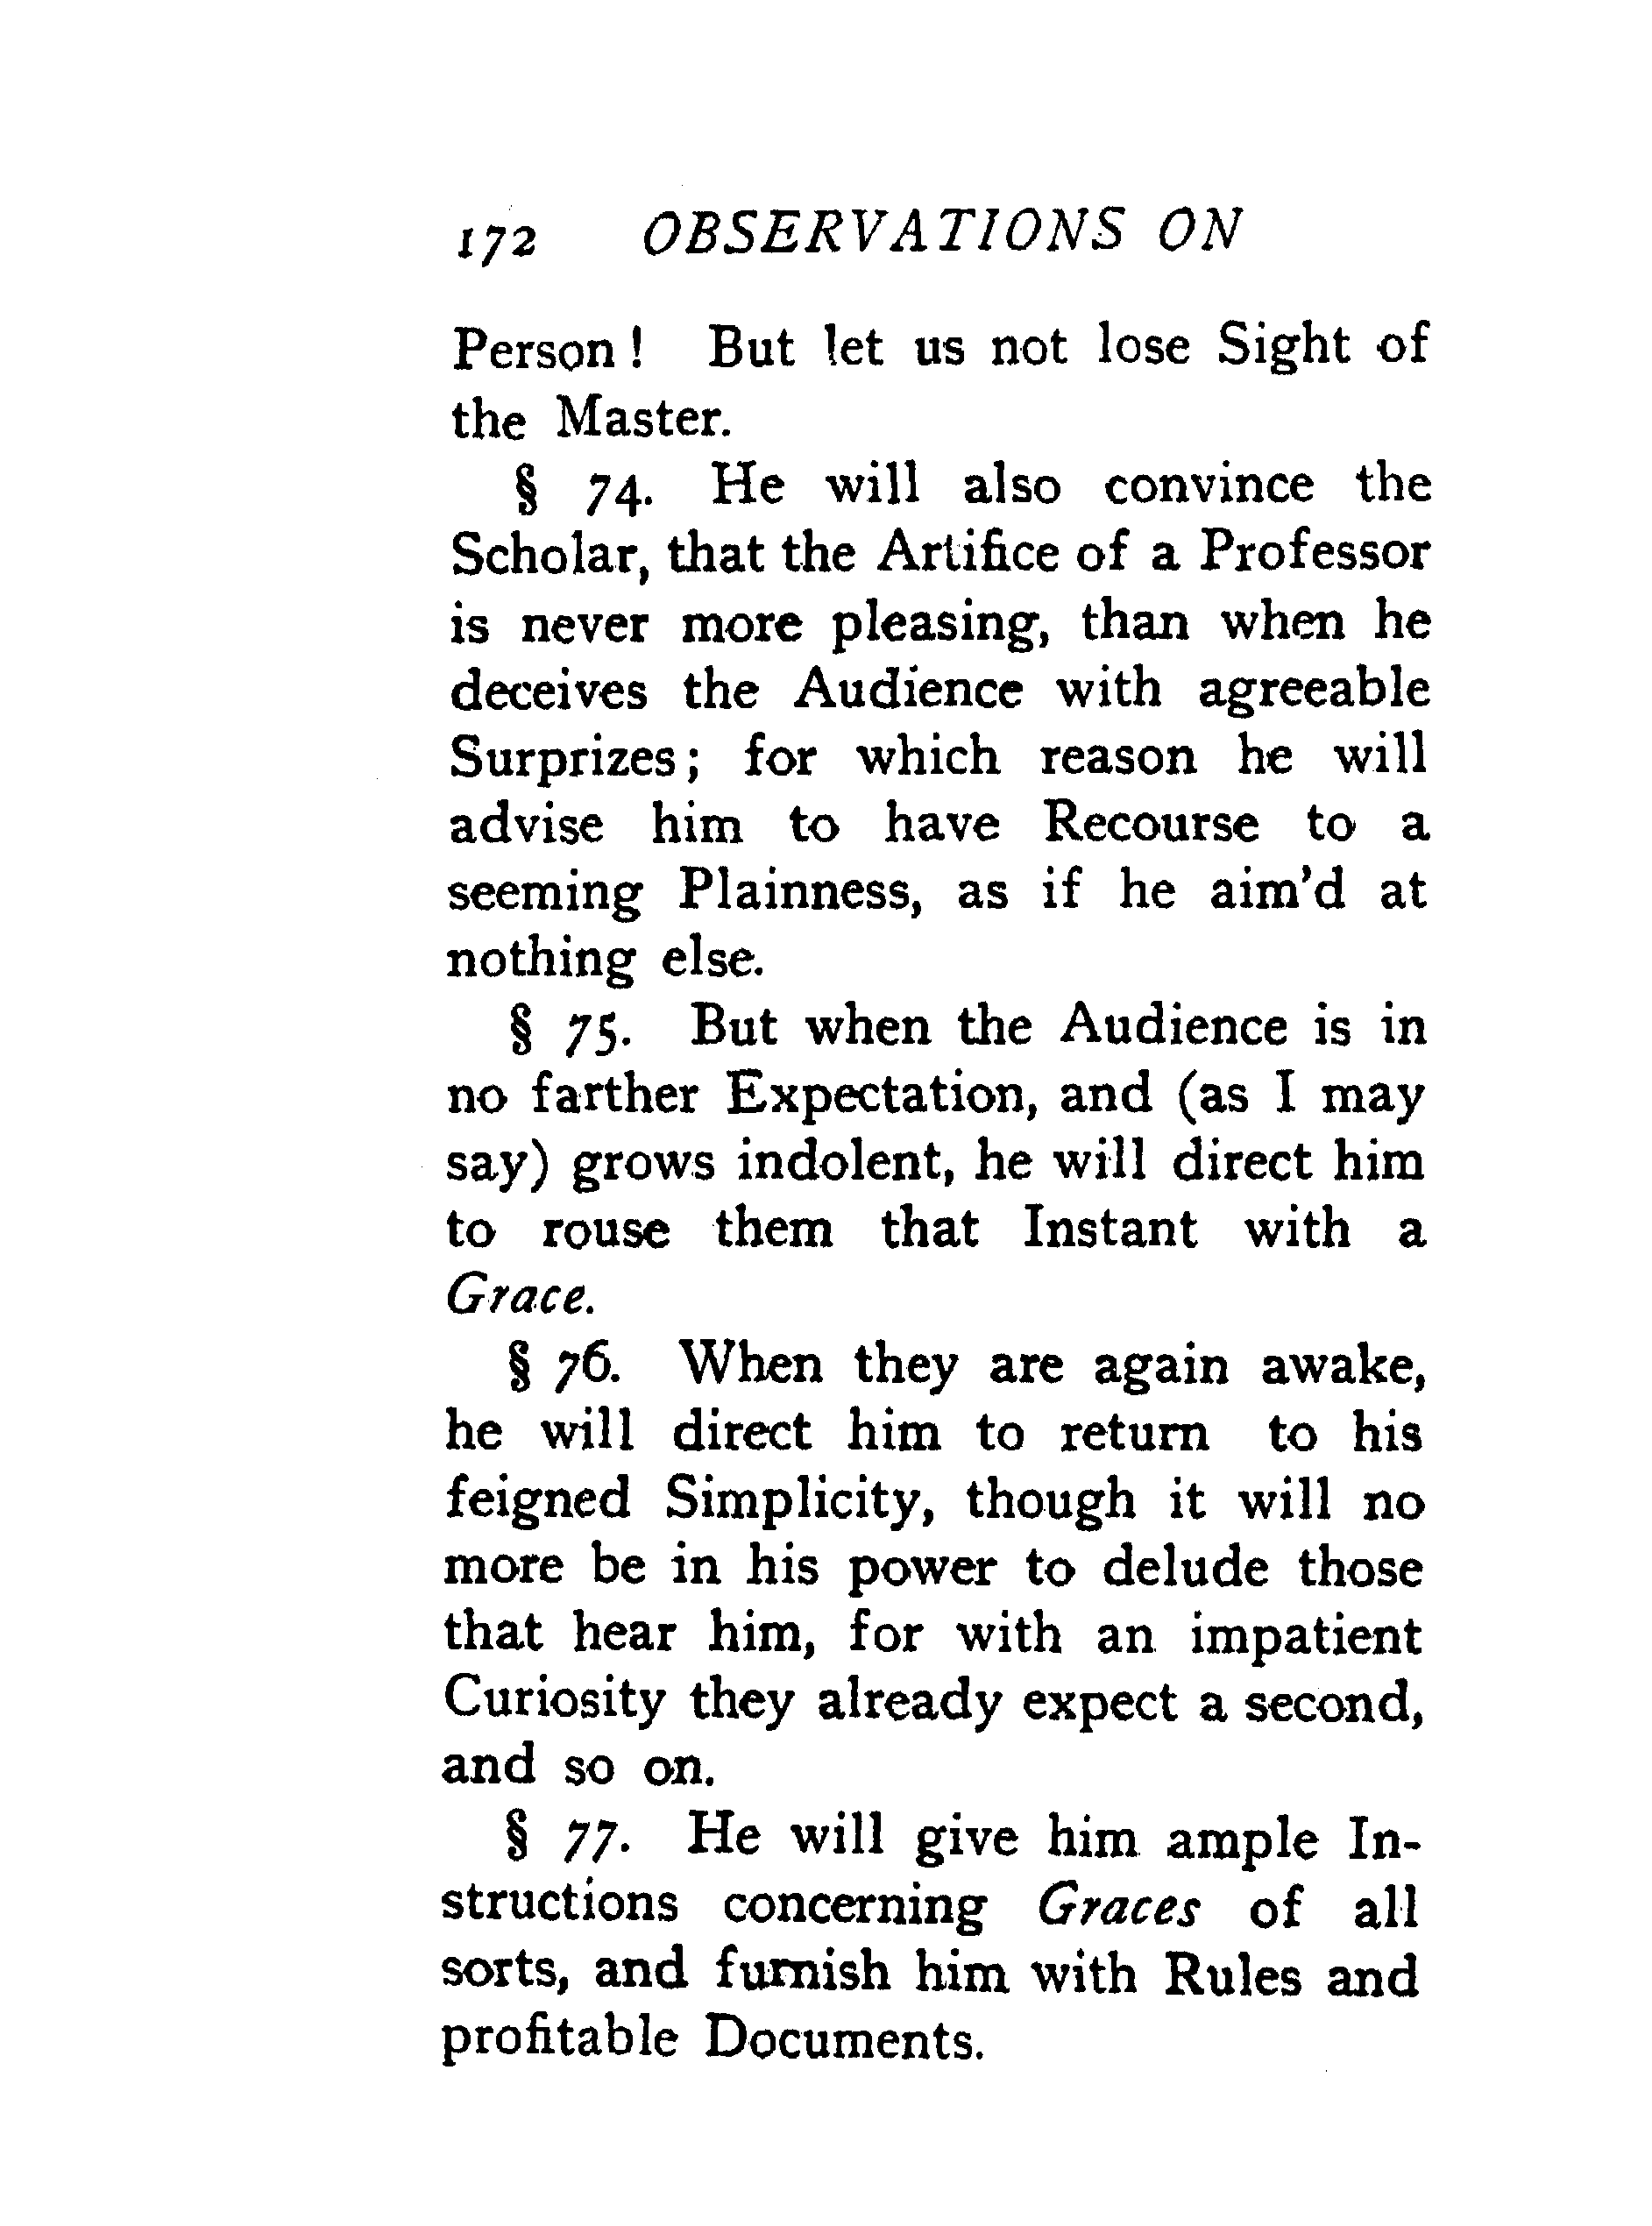 172 OBSERVATIONS ON
Person! But let us not lose Sight of
the Master.
§ 74. He will also convince the
Scholar, that the Artifice of a Professor
is never more pleasing, than when he
deceives the Audience with agreeable
Surprizes; for which reason he will
advise him to have Recourse to a
seeming Plainness, as if he aim'd at
nothing else.
§ 75. But when the Audience is in
no farther Expectation, and (as I may
say) grows indolent, he will direct him
to rouse them that Instant with a
Grace.
§ 76. When they are again awake,
he will direct him to return to his
feigned Simplicity, though it will no
more be in his power to delude those
that hear him, for with an impatient
Curiosity they already expect a second,
and so on.
§ 77. He will give him ample In-
structions concerning Graces of all
sorts, and furnish him with Rules and
profitable Documents.